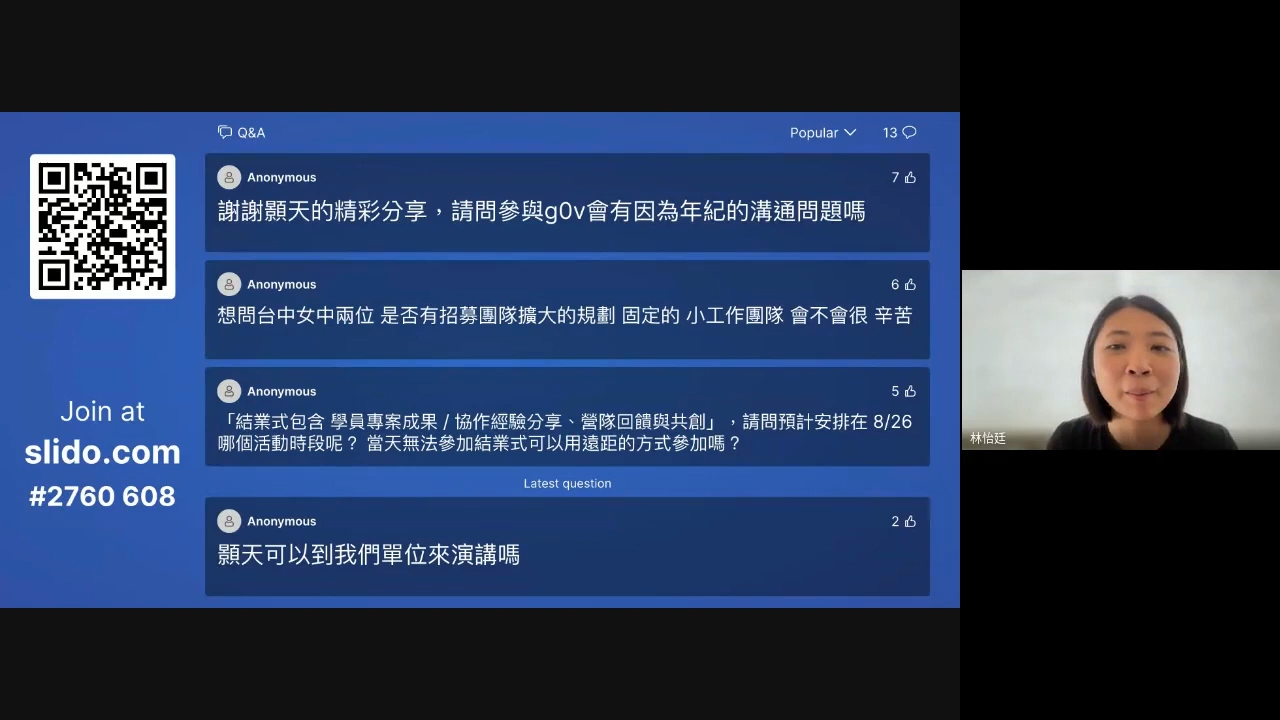 Q&A
Popular
13
Anonymous
7
謝謝顥天的精彩分享，請問參與g0v會有因為年紀的溝通問題嗎
Anonymous
6
想問台中女中兩位 是否有招募團隊擴大的規劃 固定的 小工作團隊 會不會很 辛苦
Anonymous
5
「結業式包含 學員專案成果 / 協作經驗分享、營隊回饋與共創」，請問預計安排在 8/26
哪個活動時段呢？ 當天無法參加結業式可以用遠距的方式參加嗎？
Latest question
Anonymous
2
顥天可以到我們單位來演講嗎
Join at
slido.com
#2760 608
林怡廷